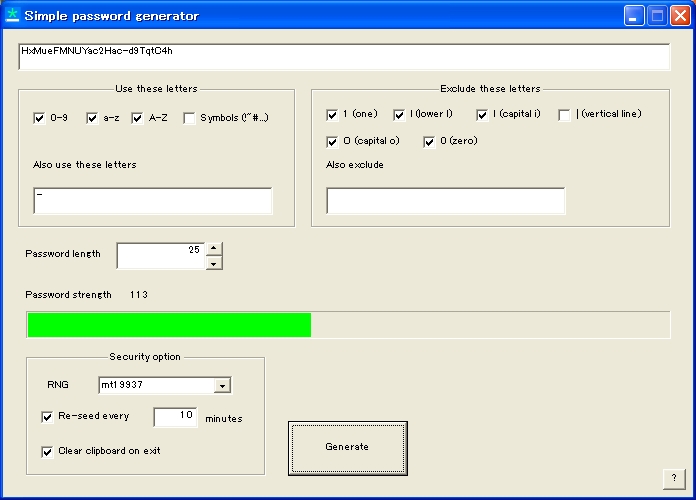 Simple password generator
HxMueFMNUYac2Hac-d9TqtC4h
Use these letters
0-9 a-z A-Z Symbols (!~#...)
Also use these letters
-
Exclude these letters
1 (one) l (lower l) I (capital i) | (vertical line)
O (capital o) 0 (zero)
Also exclude
Password length 25
Password strength 113
Security option
RNG mt19937
Re-seed every 10 minutes
Clear clipboard on exit
Generate
?